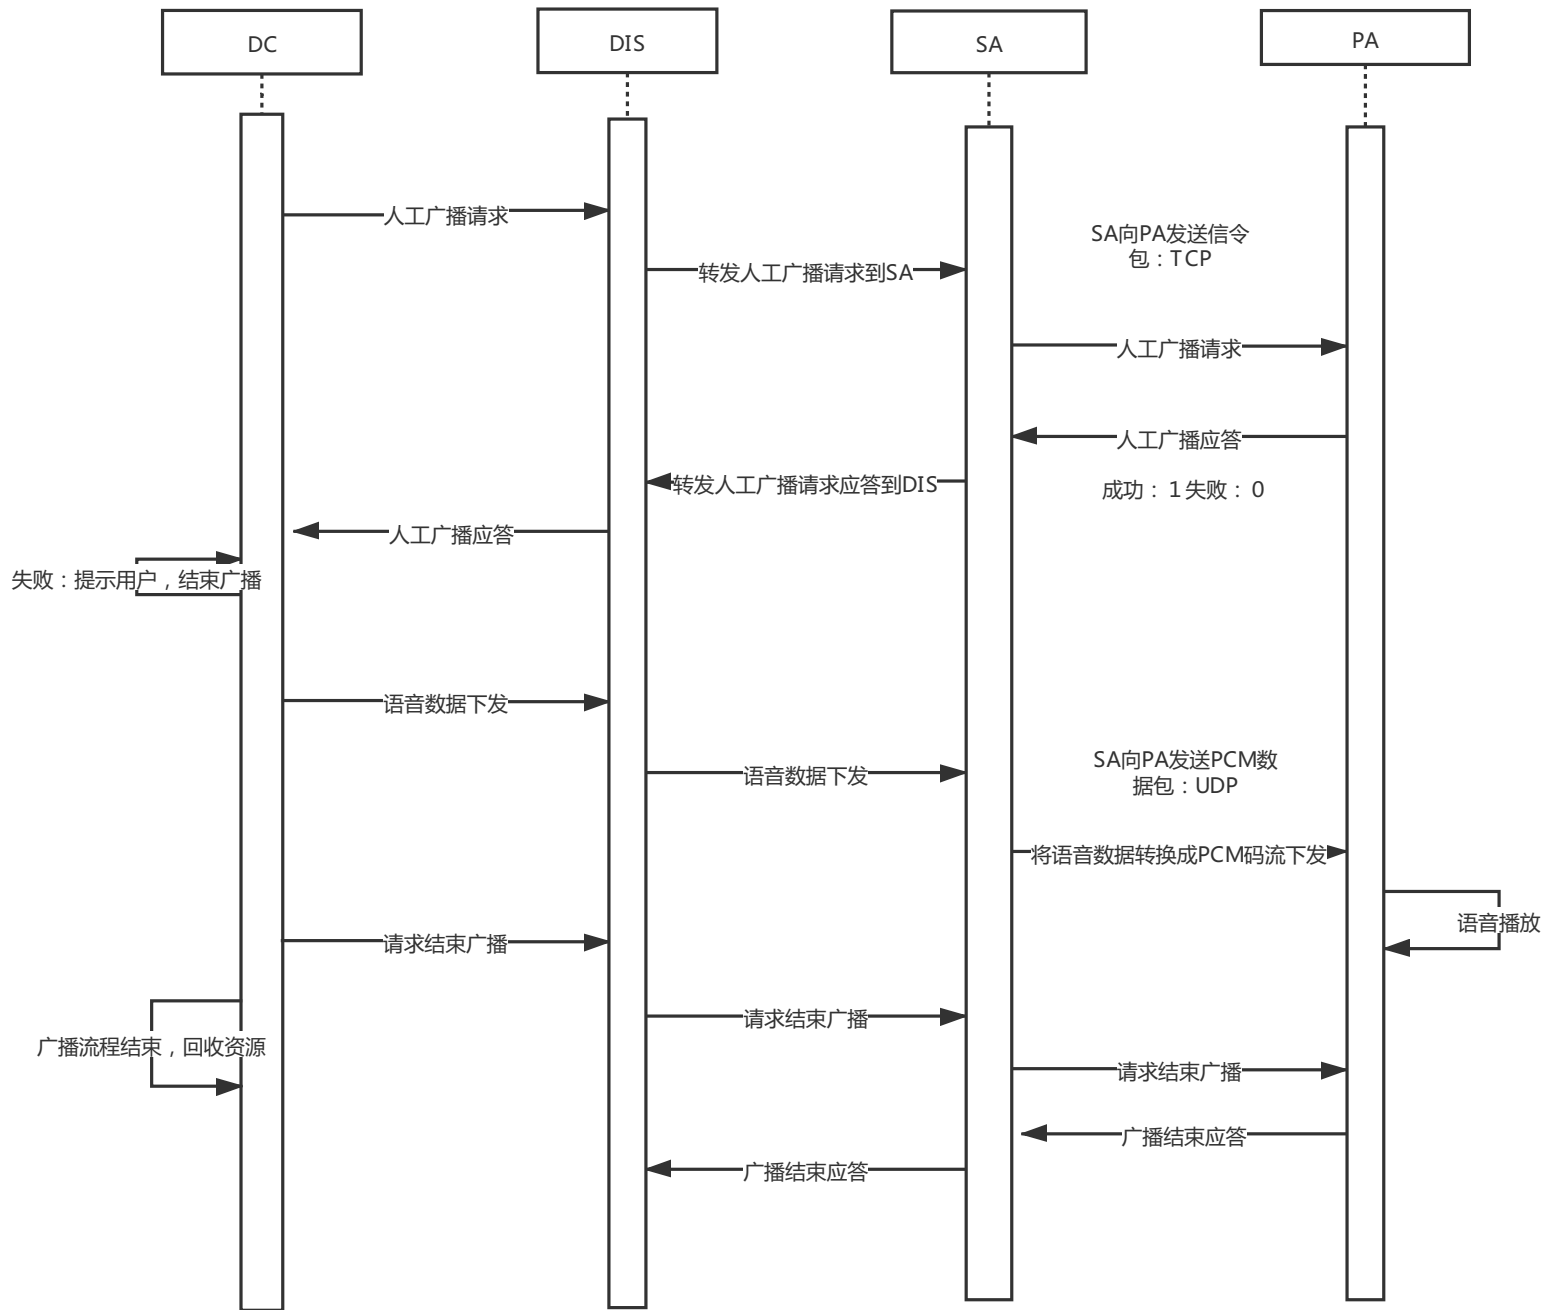 DC
DIS
SA
PA
人工广播请求
SA向PA发送信令
包：TCP
转发人工广播请求到SA
人工广播请求
人工广播应答
转发人工广播请求应答到DIS
成功：1失败：0
人工广播应答
失败：提示用户，结束广播
语音数据下发
SA向PA发送PCM数
据包：UDP
语音数据下发
将语音数据转换成PCM码流下发
语音播放
请求结束广播
请求结束广播
广播流程结束，回收资源
请求结束广播
广播结束应答
广播结束应答